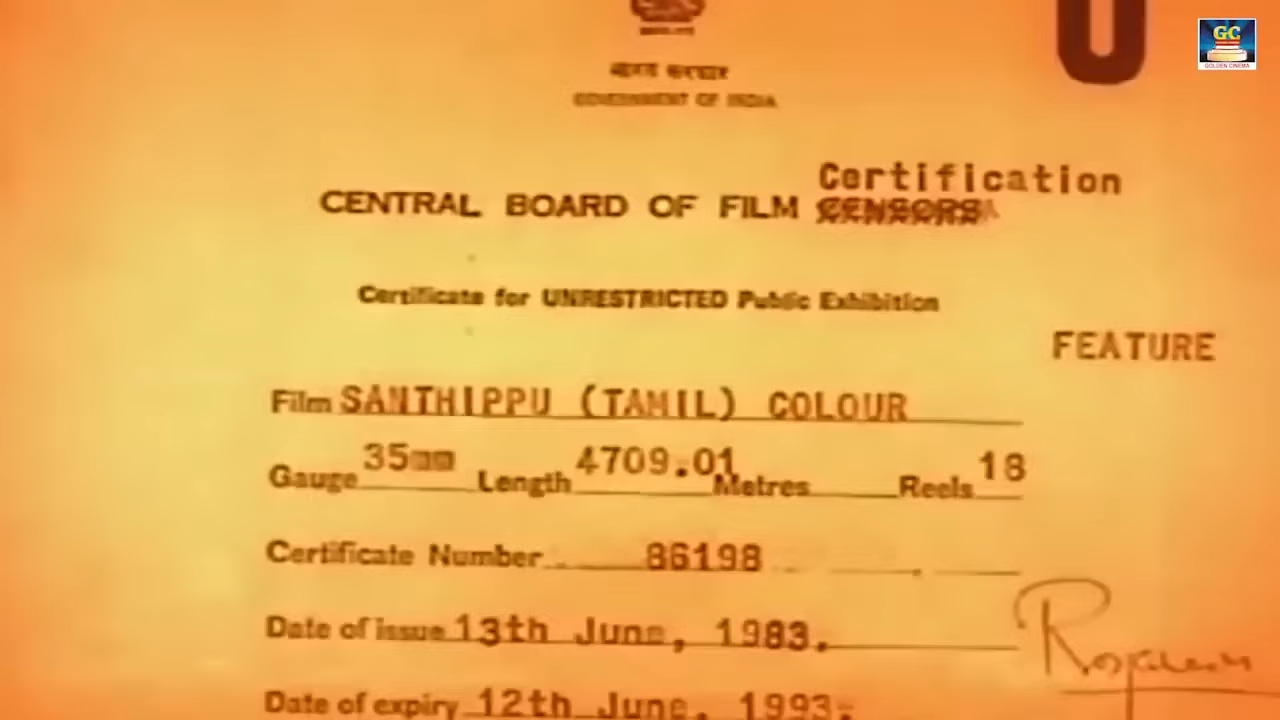 U
GC
GOLDEN CINEMA
भारत सरकार
GOVERNMENT OF INDIA
Certification
CENTRAL BOARD OF FILM CENSORS
Certificate for UNRESTRICTED Public Exhibition
FEATURE
Film SANTHIPPU (TAMIL) COLOUR
Gauge 35mm Length 4709.01 Metres Reels 18
Certificate Number 86198
Date of issue 13th June, 1983.
Date of expiry 12th June, 1993.